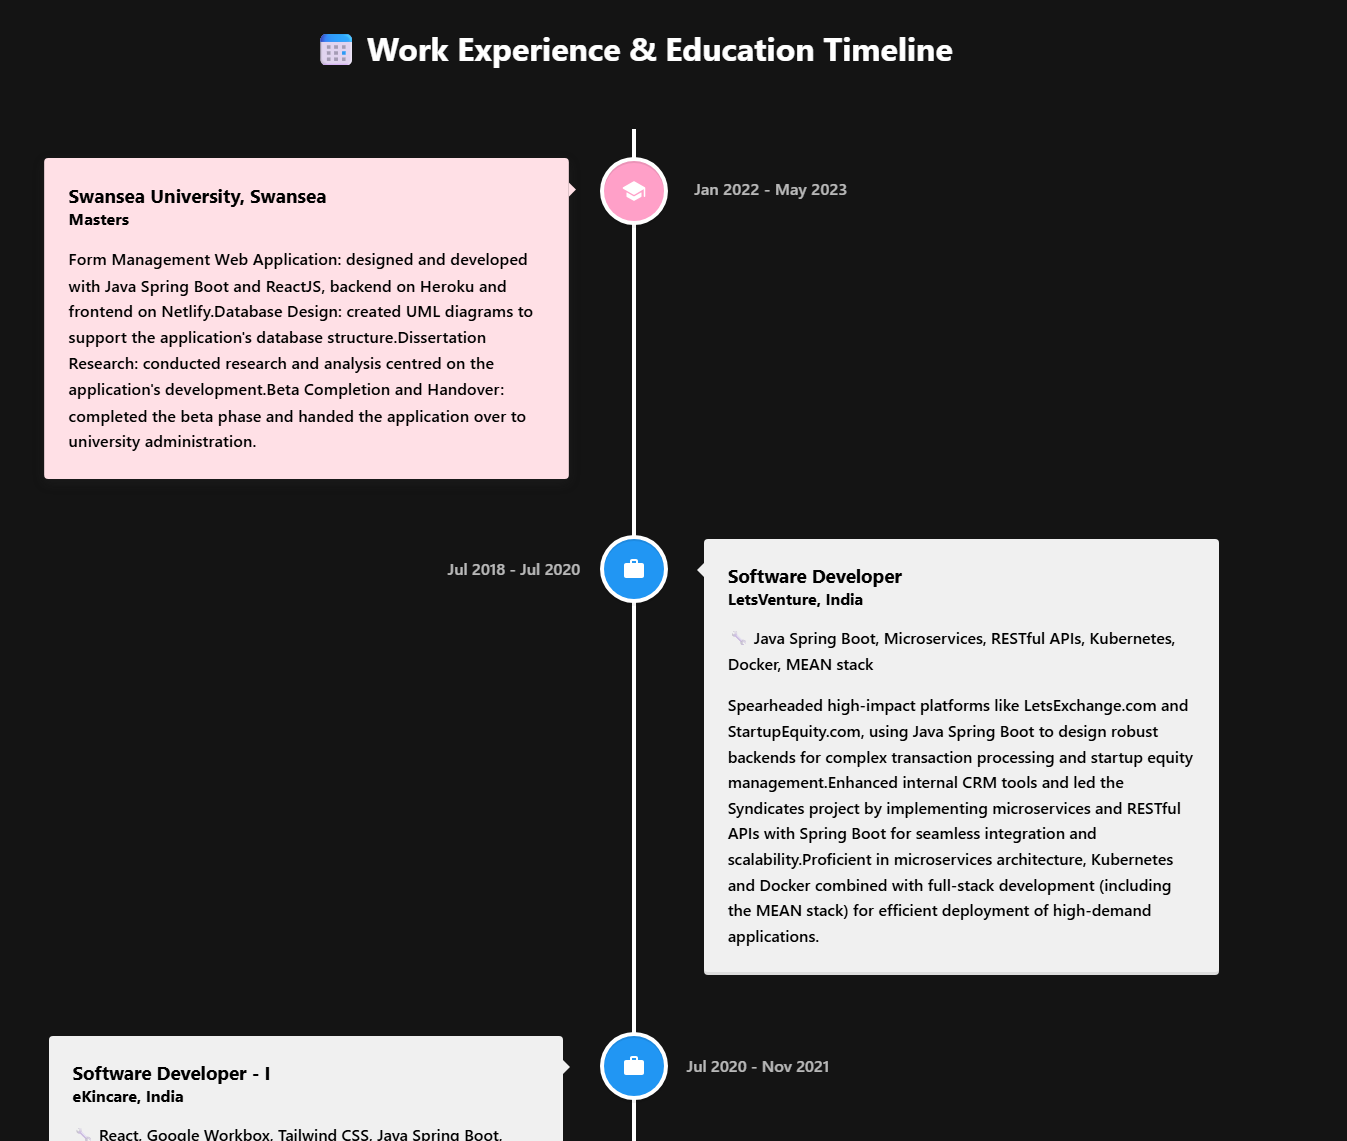 Work Experience & Education Timeline
Swansea University, Swansea
Masters
Form Management Web Application: designed and developed
with Java Spring Boot and ReactJS, backend on Heroku and
frontend on Netlify.Database Design: created UML diagrams to
support the application's database structure.Dissertation
Research: conducted research and analysis centred on the
application's development.Beta Completion and Handover:
completed the beta phase and handed the application over to
university administration.
Jan 2022 - May 2023
Jul 2018 - Jul 2020
Software Developer
LetsVenture, India
Java Spring Boot, Microservices, RESTful APIs, Kubernetes,
Docker, MEAN stack
Spearheaded high-impact platforms like LetsExchange.com and
StartupEquity.com, using Java Spring Boot to design robust
backends for complex transaction processing and startup equity
management.Enhanced internal CRM tools and led the
Syndicates project by implementing microservices and RESTful
APIs with Spring Boot for seamless integration and
scalability.Proficient in microservices architecture, Kubernetes
and Docker combined with full-stack development (including
the MEAN stack) for efficient deployment of high-demand
applications.
Software Developer - I
eKincare, India
React, Google Workbox, Tailwind CSS, Java Spring Boot,
Jul 2020 - Nov 2021